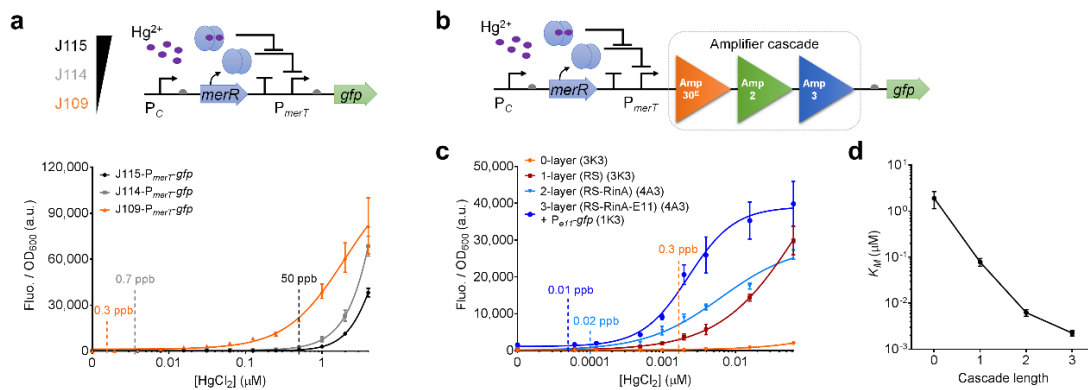 a
J115
J114
J109
Hg2+
PC
merR
PmerT
gfp
120,000
90,000
60,000
30,000
0
Fluo. / OD600 (a.u.)
J115-PmerT-gfp
J114-PmerT-gfp
J109-PmerT-gfp
0.7 ppb
0.3 ppb
50 ppb
0
0.01
0.1
1
[HgCl2] (μM)
b
Hg2+
PC
merR
PmerT
Amplifier cascade
Amp 30E
Amp 2
Amp 3
gfp
c
50,000
40,000
30,000
20,000
10,000
0
Fluo. / OD600 (a.u.)
0-layer (3K3)
1-layer (RS) (3K3)
2-layer (RS-RinA) (4A3)
3-layer (RS-RinA-E11) (4A3)
+ Pe11-gfp (1K3)
0.3 ppb
0.01 ppb
0.02 ppb
0
0.0001
0.001
0.01
[HgCl2] (μM)
d
10^1
10^0
10^-1
10^-2
10^-3
KM (μM)
0
1
2
3
Cascade length